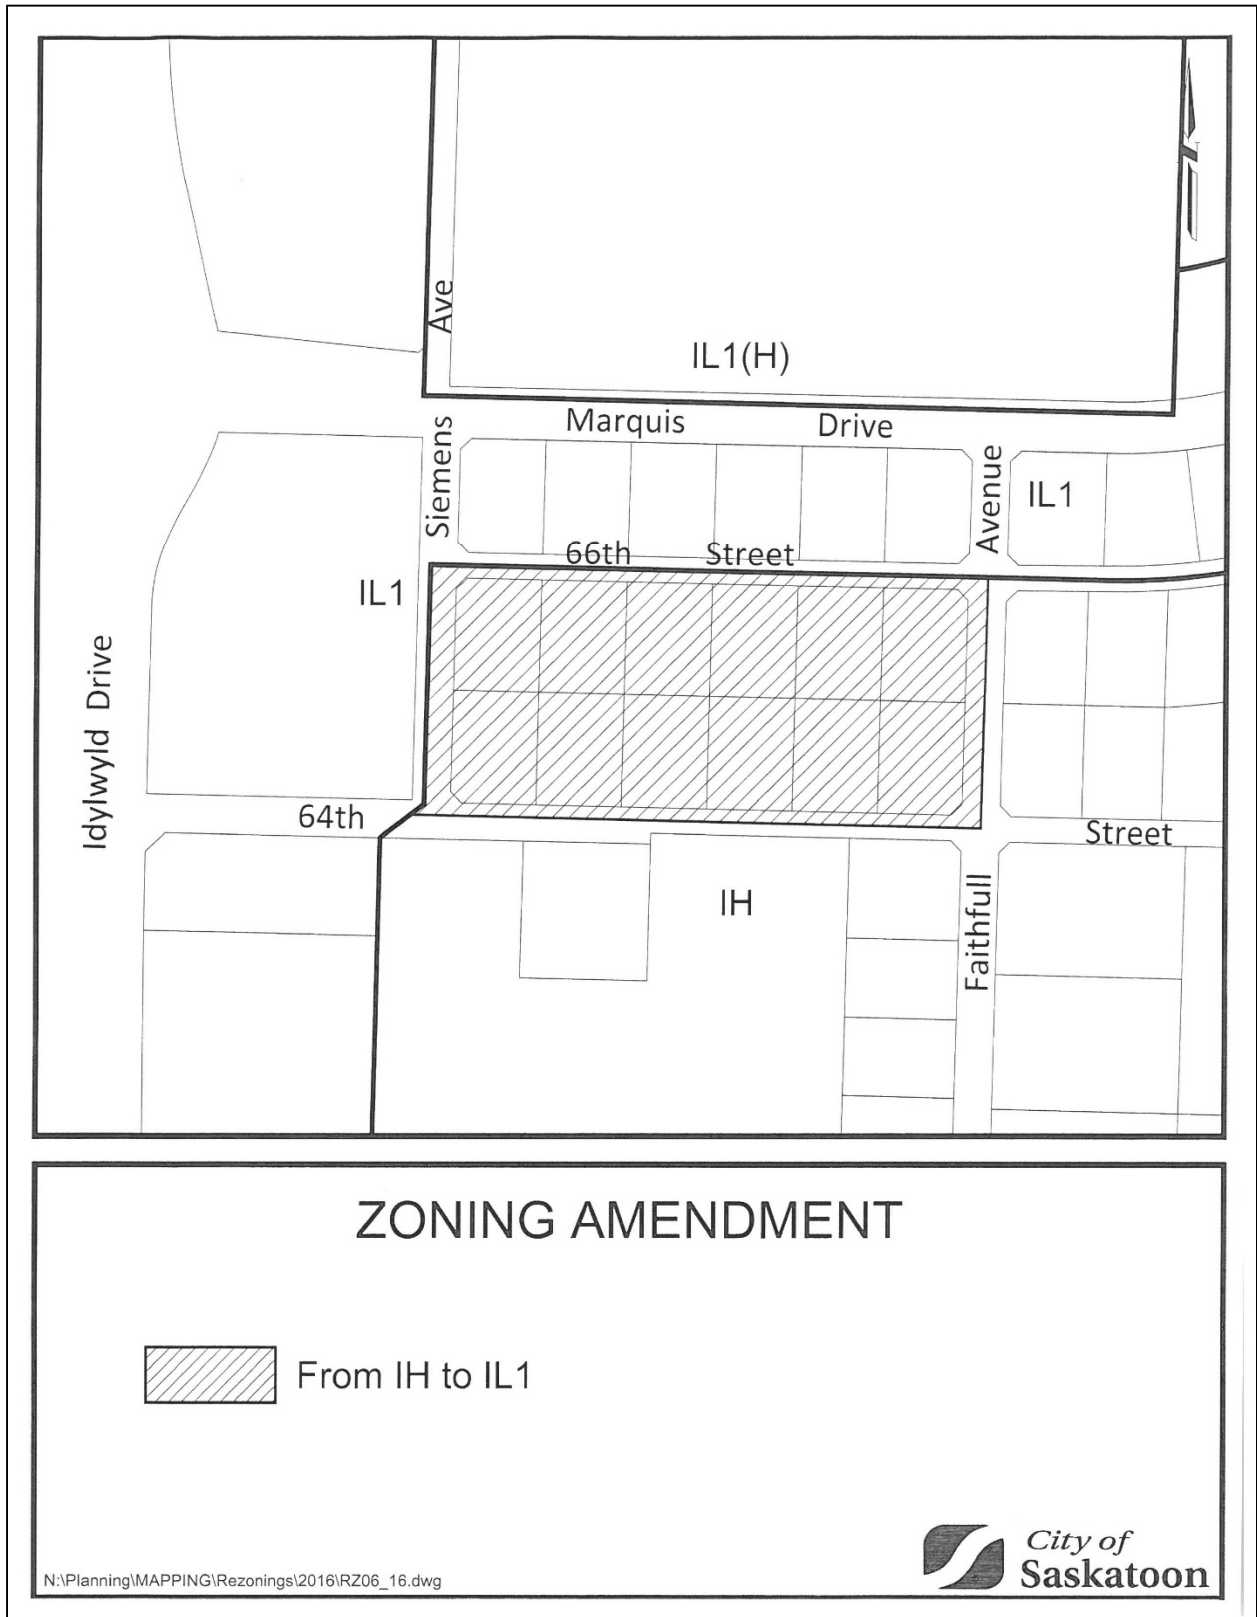 Ave
IL1(H)
Marquis Drive
Siemens
Avenue
IL1
66th Street
IL1
Idylwyld Drive
64th
Street
IH
Faithfull
ZONING AMENDMENT
From IH to IL1
N:\Planning\MAPPING\Rezonings\2016\RZ06_16.dwg
City of
Saskatoon